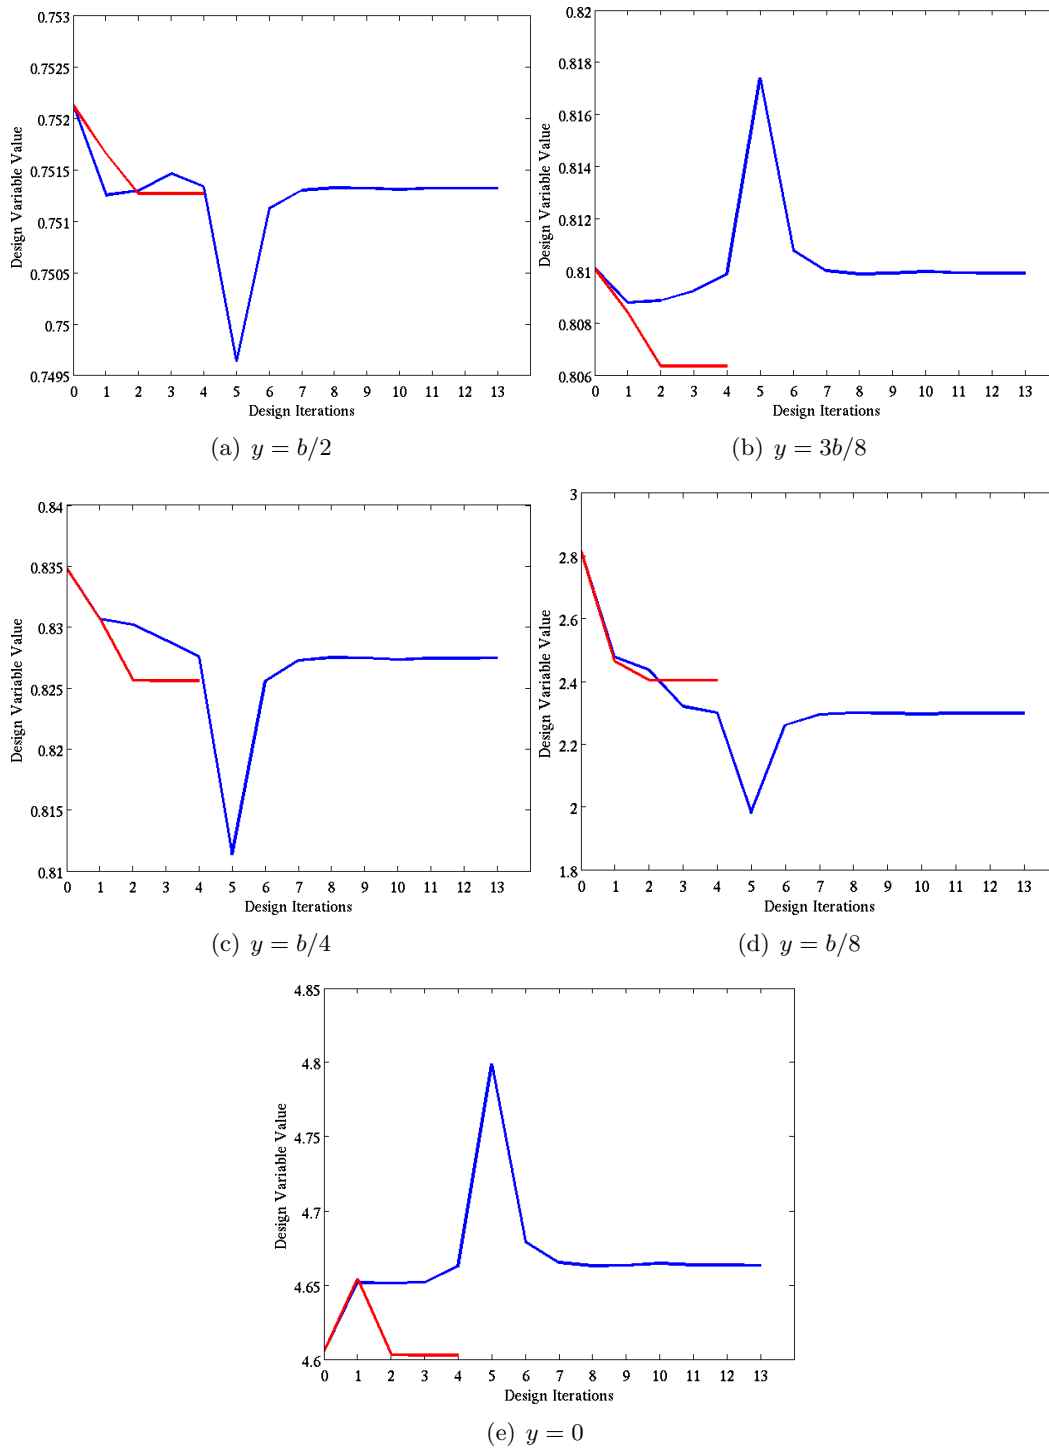 0.753
0.7525
0.752
0.7515
0.751
0.7505
0.75
0.7495
Design Variable Value
0 1 2 3 4 5 6 7 8 9 10 11 12 13
Design Iterations
(a) y = b/2
0.82
0.818
0.816
0.814
0.812
0.81
0.808
0.806
Design Variable Value
0 1 2 3 4 5 6 7 8 9 10 11 12 13
Design Iterations
(b) y = 3b/8
0.84
0.835
0.83
0.825
0.82
0.815
0.81
Design Variable Value
0 1 2 3 4 5 6 7 8 9 10 11 12 13
Design Iterations
(c) y = b/4
3
2.8
2.6
2.4
2.2
2
1.8
Design Variable Value
0 1 2 3 4 5 6 7 8 9 10 11 12 13
Design Iterations
(d) y = b/8
4.85
4.8
4.75
4.7
4.65
4.6
Design Variable Value
0 1 2 3 4 5 6 7 8 9 10 11 12 13
Design Iterations
(e) y = 0